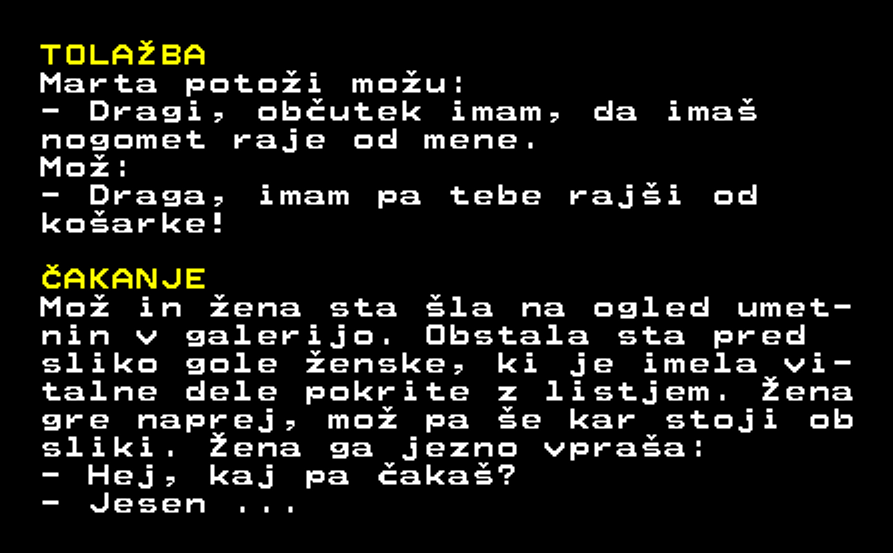 TOLAŽBA
Marta potoži možu:
- Dragi, občutek imam, da imaš
nogomet raje od mene.
Mož:
- Draga, imam pa tebe rajši od
košarke!
ČAKANJE
Mož in žena sta šla na ogled umet-
nin v galerijo. Obstala sta pred
sliko gole ženske, ki je imela vi-
talne dele pokrite z listjem. Žena
gre naprej, mož pa še kar stoji ob
sliki. Žena ga jezno vpraša:
- Hej, kaj pa čakaš?
- Jesen ...